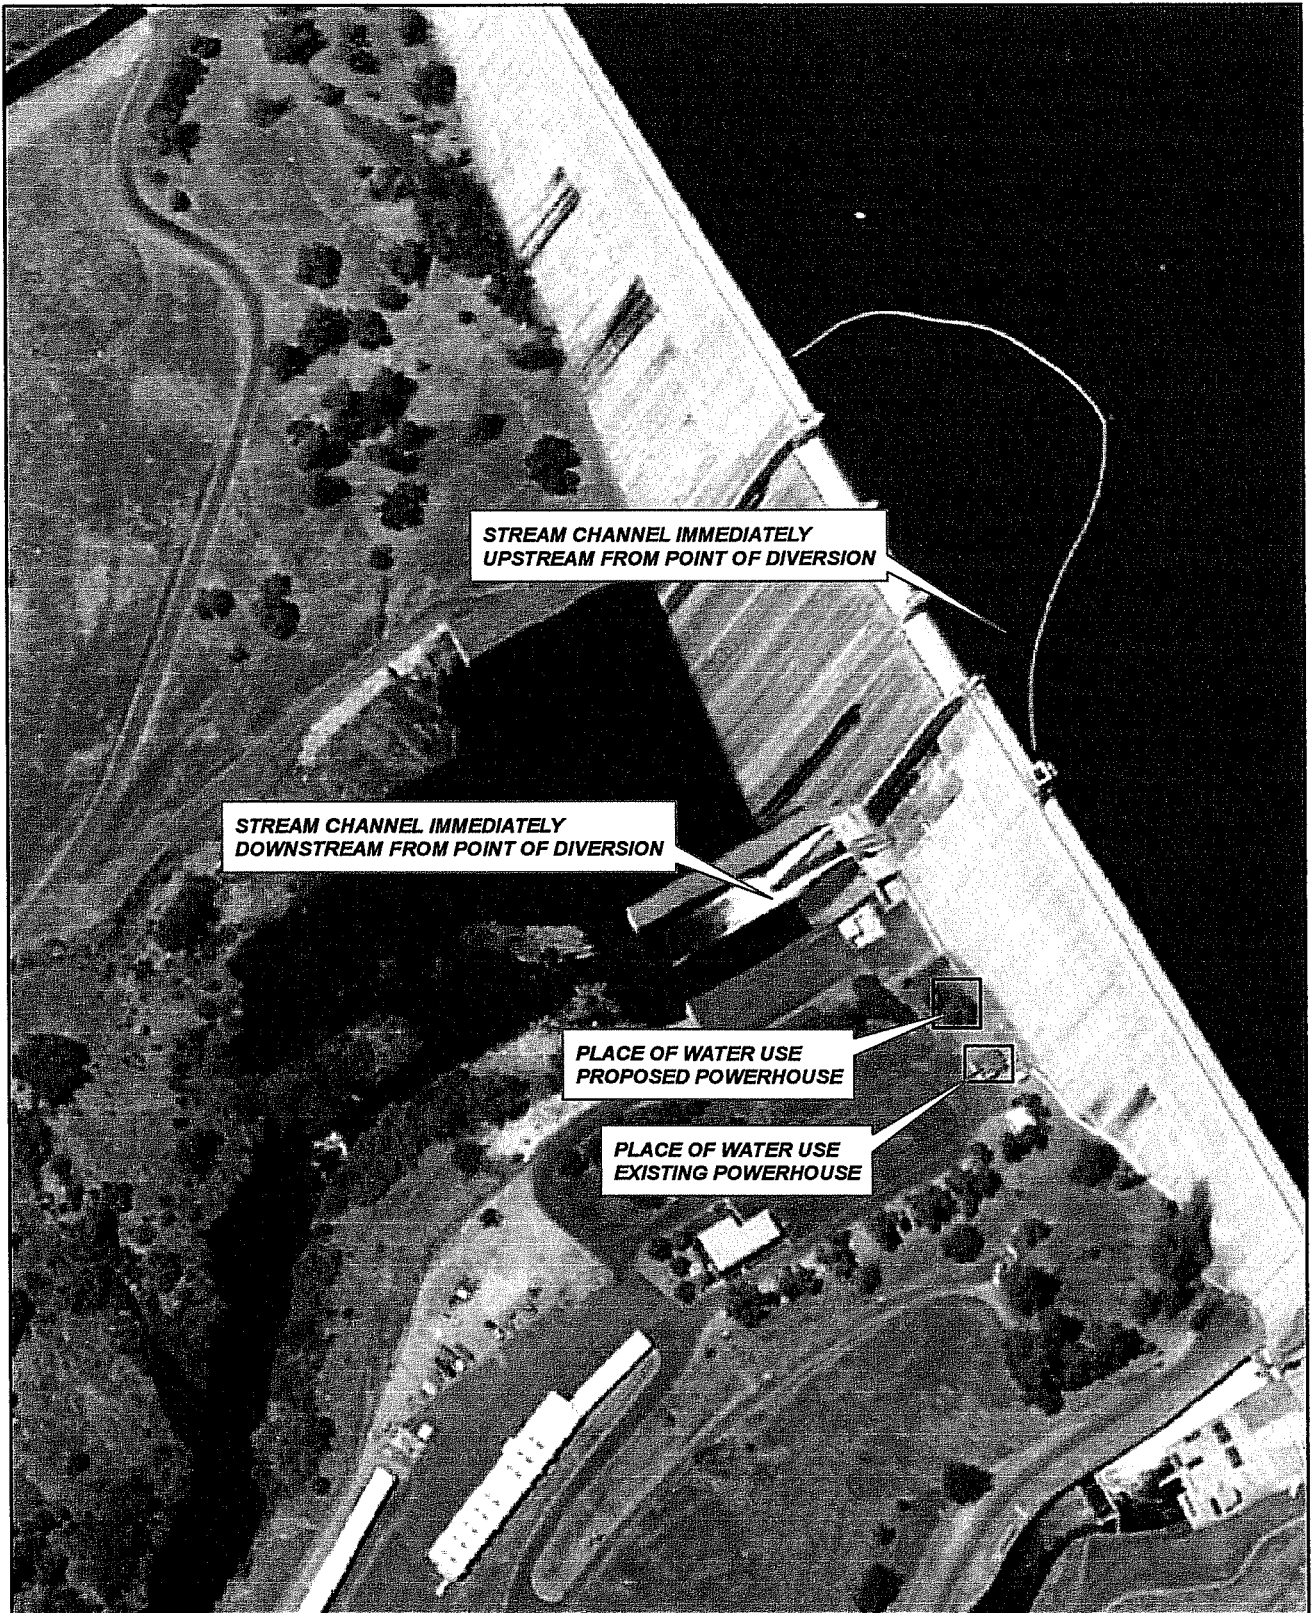 STREAM CHANNEL IMMEDIATELY
UPSTREAM FROM POINT OF DIVERSION
STREAM CHANNEL IMMEDIATELY
DOWNSTREAM FROM POINT OF DIVERSION
PLACE OF WATER USE
PROPOSED POWERHOUSE
PLACE OF WATER USE
EXISTING POWERHOUSE